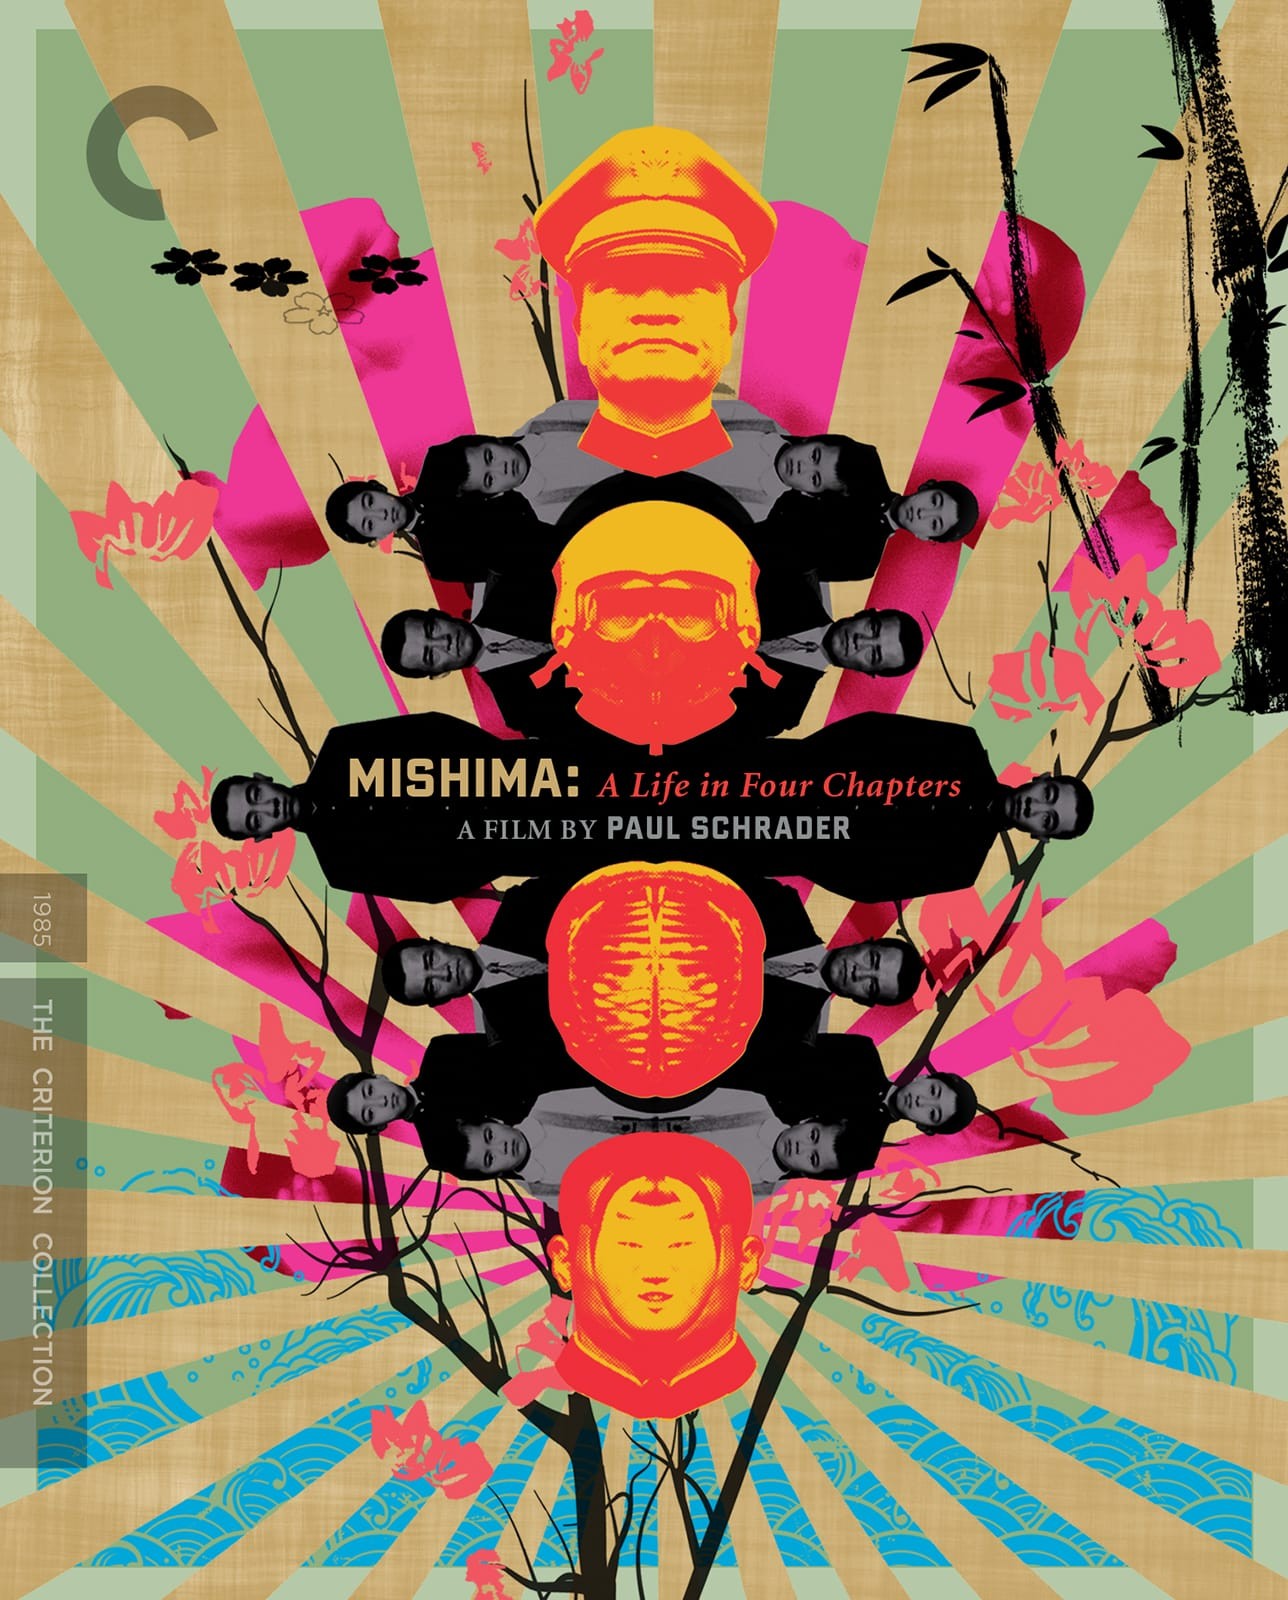 MISHIMA: A Life in Four Chapters
A FILM BY PAUL SCHRADER
1985
THE CRITERION COLLECTION